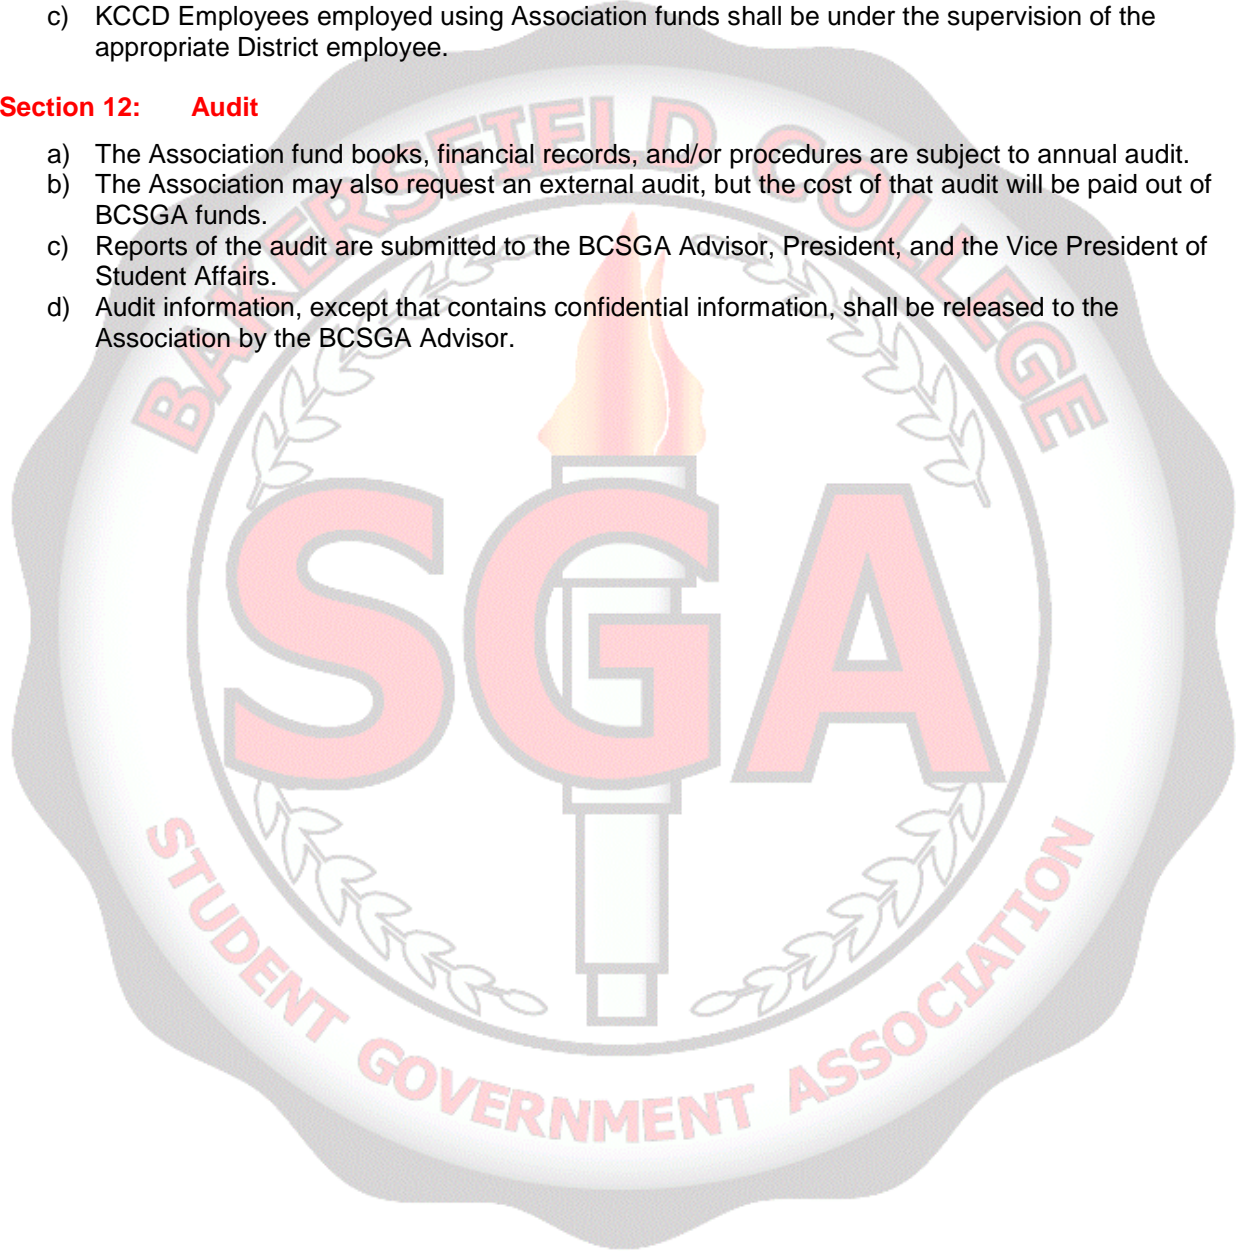 c) KCCD Employees employed using Association funds shall be under the supervision of the
appropriate District employee.
Section 12: Audit
a) The Association fund books, financial records, and/or procedures are subject to annual audit.
b) The Association may also request an external audit, but the cost of that audit will be paid out of
BCSGA funds.
c) Reports of the audit are submitted to the BCSGA Advisor, President, and the Vice President of
Student Affairs.
d) Audit information, except that contains confidential information, shall be released to the
Association by the BCSGA Advisor.
BAKERSFIELD COLLEGE
SGA
STUDENT GOVERNMENT ASSOCIATION